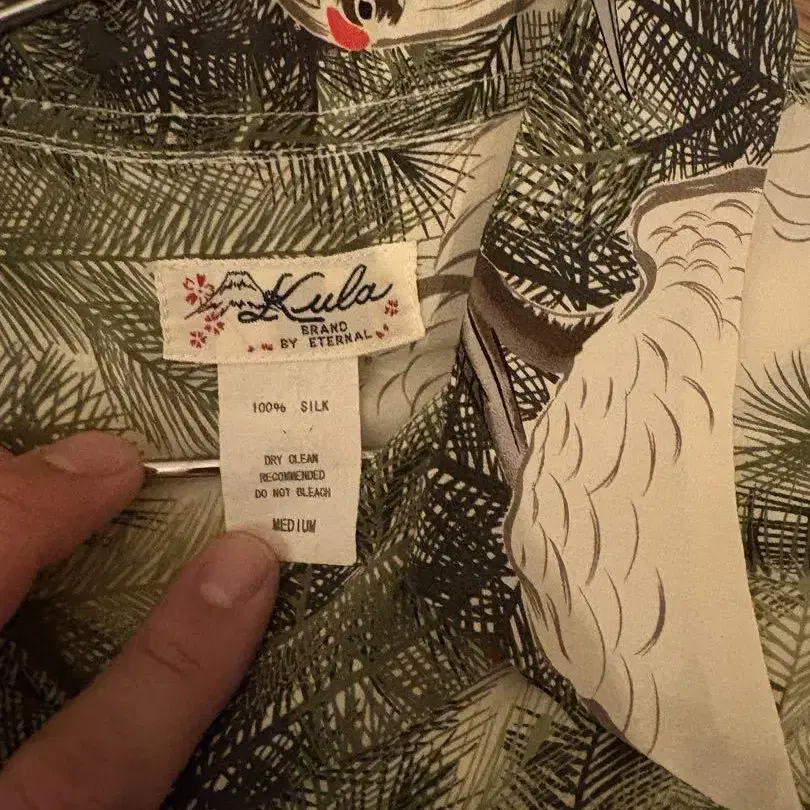 Kula
BRAND
BY ETERNAL
100% SILK
DRY CLEAN
RECOMMENDED
DO NOT BLEACH
MEDIUM